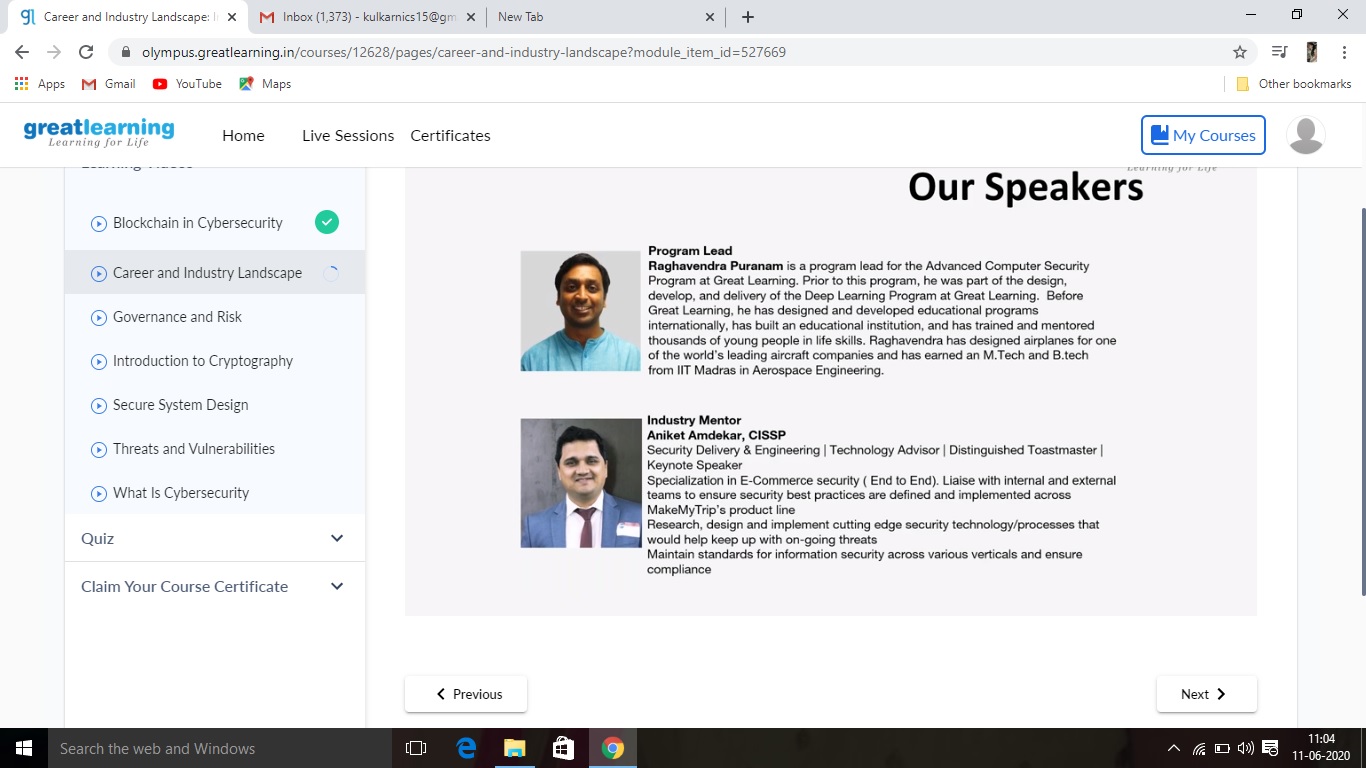 Career and Industry Landscape: I
Inbox (1,373) - kulkarnics15@gm
New Tab
olympus.greatlearning.in/courses/12628/pages/career-and-industry-landscape?module_item_id=527669
Apps
Gmail
YouTube
Maps
Other bookmarks
greatlearning
Learning for Life
Home
Live Sessions
Certificates
My Courses
Learning Videos
Blockchain in Cybersecurity
Career and Industry Landscape
Governance and Risk
Introduction to Cryptography
Secure System Design
Threats and Vulnerabilities
What Is Cybersecurity
Quiz
Claim Your Course Certificate
Learning for Life
Our Speakers
Program Lead
Raghavendra Puranam is a program lead for the Advanced Computer Security
Program at Great Learning. Prior to this program, he was part of the design,
develop, and delivery of the Deep Learning Program at Great Learning. Before
Great Learning, he has designed and developed educational programs
internationally, has built an educational institution, and has trained and mentored
thousands of young people in life skills. Raghavendra has designed airplanes for one
of the world's leading aircraft companies and has earned an M.Tech and B.tech
from IIT Madras in Aerospace Engineering.
Industry Mentor
Aniket Amdekar, CISSP
Security Delivery & Engineering | Technology Advisor | Distinguished Toastmaster |
Keynote Speaker
Specialization in E-Commerce security ( End to End). Liaise with internal and external
teams to ensure security best practices are defined and implemented across
MakeMyTrip's product line
Research, design and implement cutting edge security technology/processes that
would help keep up with on-going threats
Maintain standards for information security across various verticals and ensure
compliance
Previous
Next
Search the web and Windows
11:04
11-06-2020